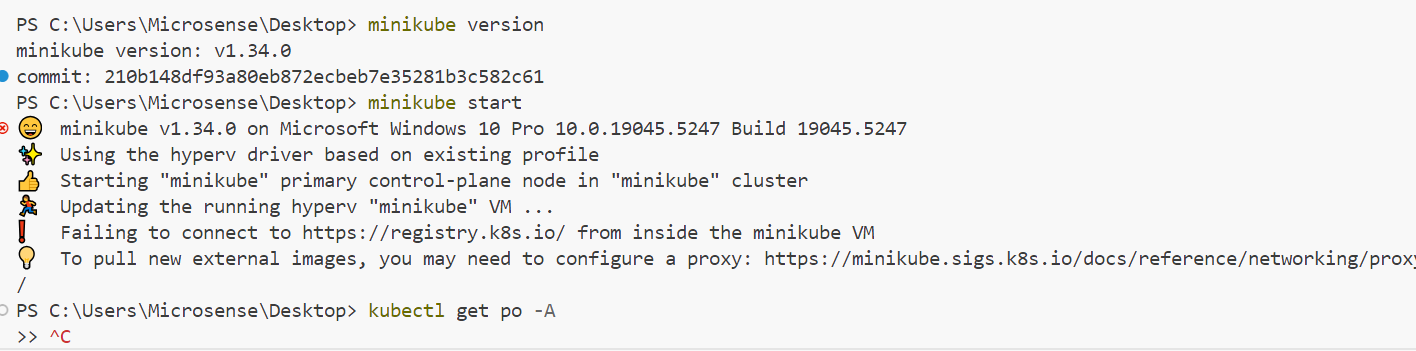 PS C:\Users\Microsense\Desktop> minikube version
minikube version: v1.34.0
commit: 210b148df93a80eb872ecbeb7e35281b3c582c61
PS C:\Users\Microsense\Desktop> minikube start
😄 minikube v1.34.0 on Microsoft Windows 10 Pro 10.0.19045.5247 Build 19045.5247
✨ Using the hyperv driver based on existing profile
👍 Starting "minikube" primary control-plane node in "minikube" cluster
🏃 Updating the running hyperv "minikube" VM ...
❗ Failing to connect to https://registry.k8s.io/ from inside the minikube VM
💡 To pull new external images, you may need to configure a proxy: https://minikube.sigs.k8s.io/docs/reference/networking/proxy
/
PS C:\Users\Microsense\Desktop> kubectl get po -A
>> ^C